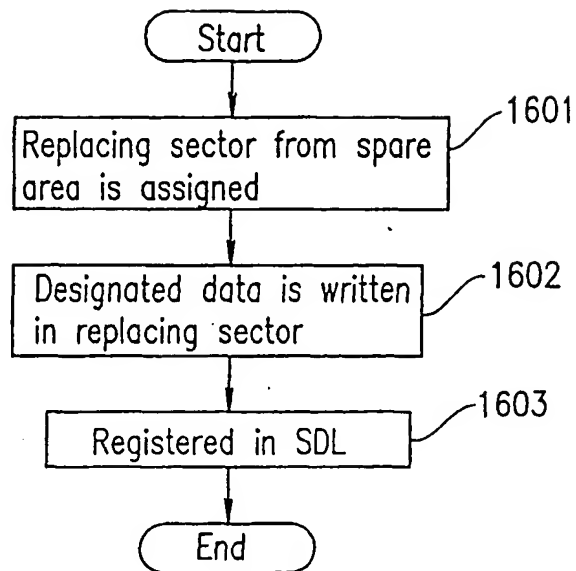 Start
1601
Replacing sector from spare
area is assigned
1602
Designated data is written
in replacing sector
1603
Registered in SDL
End